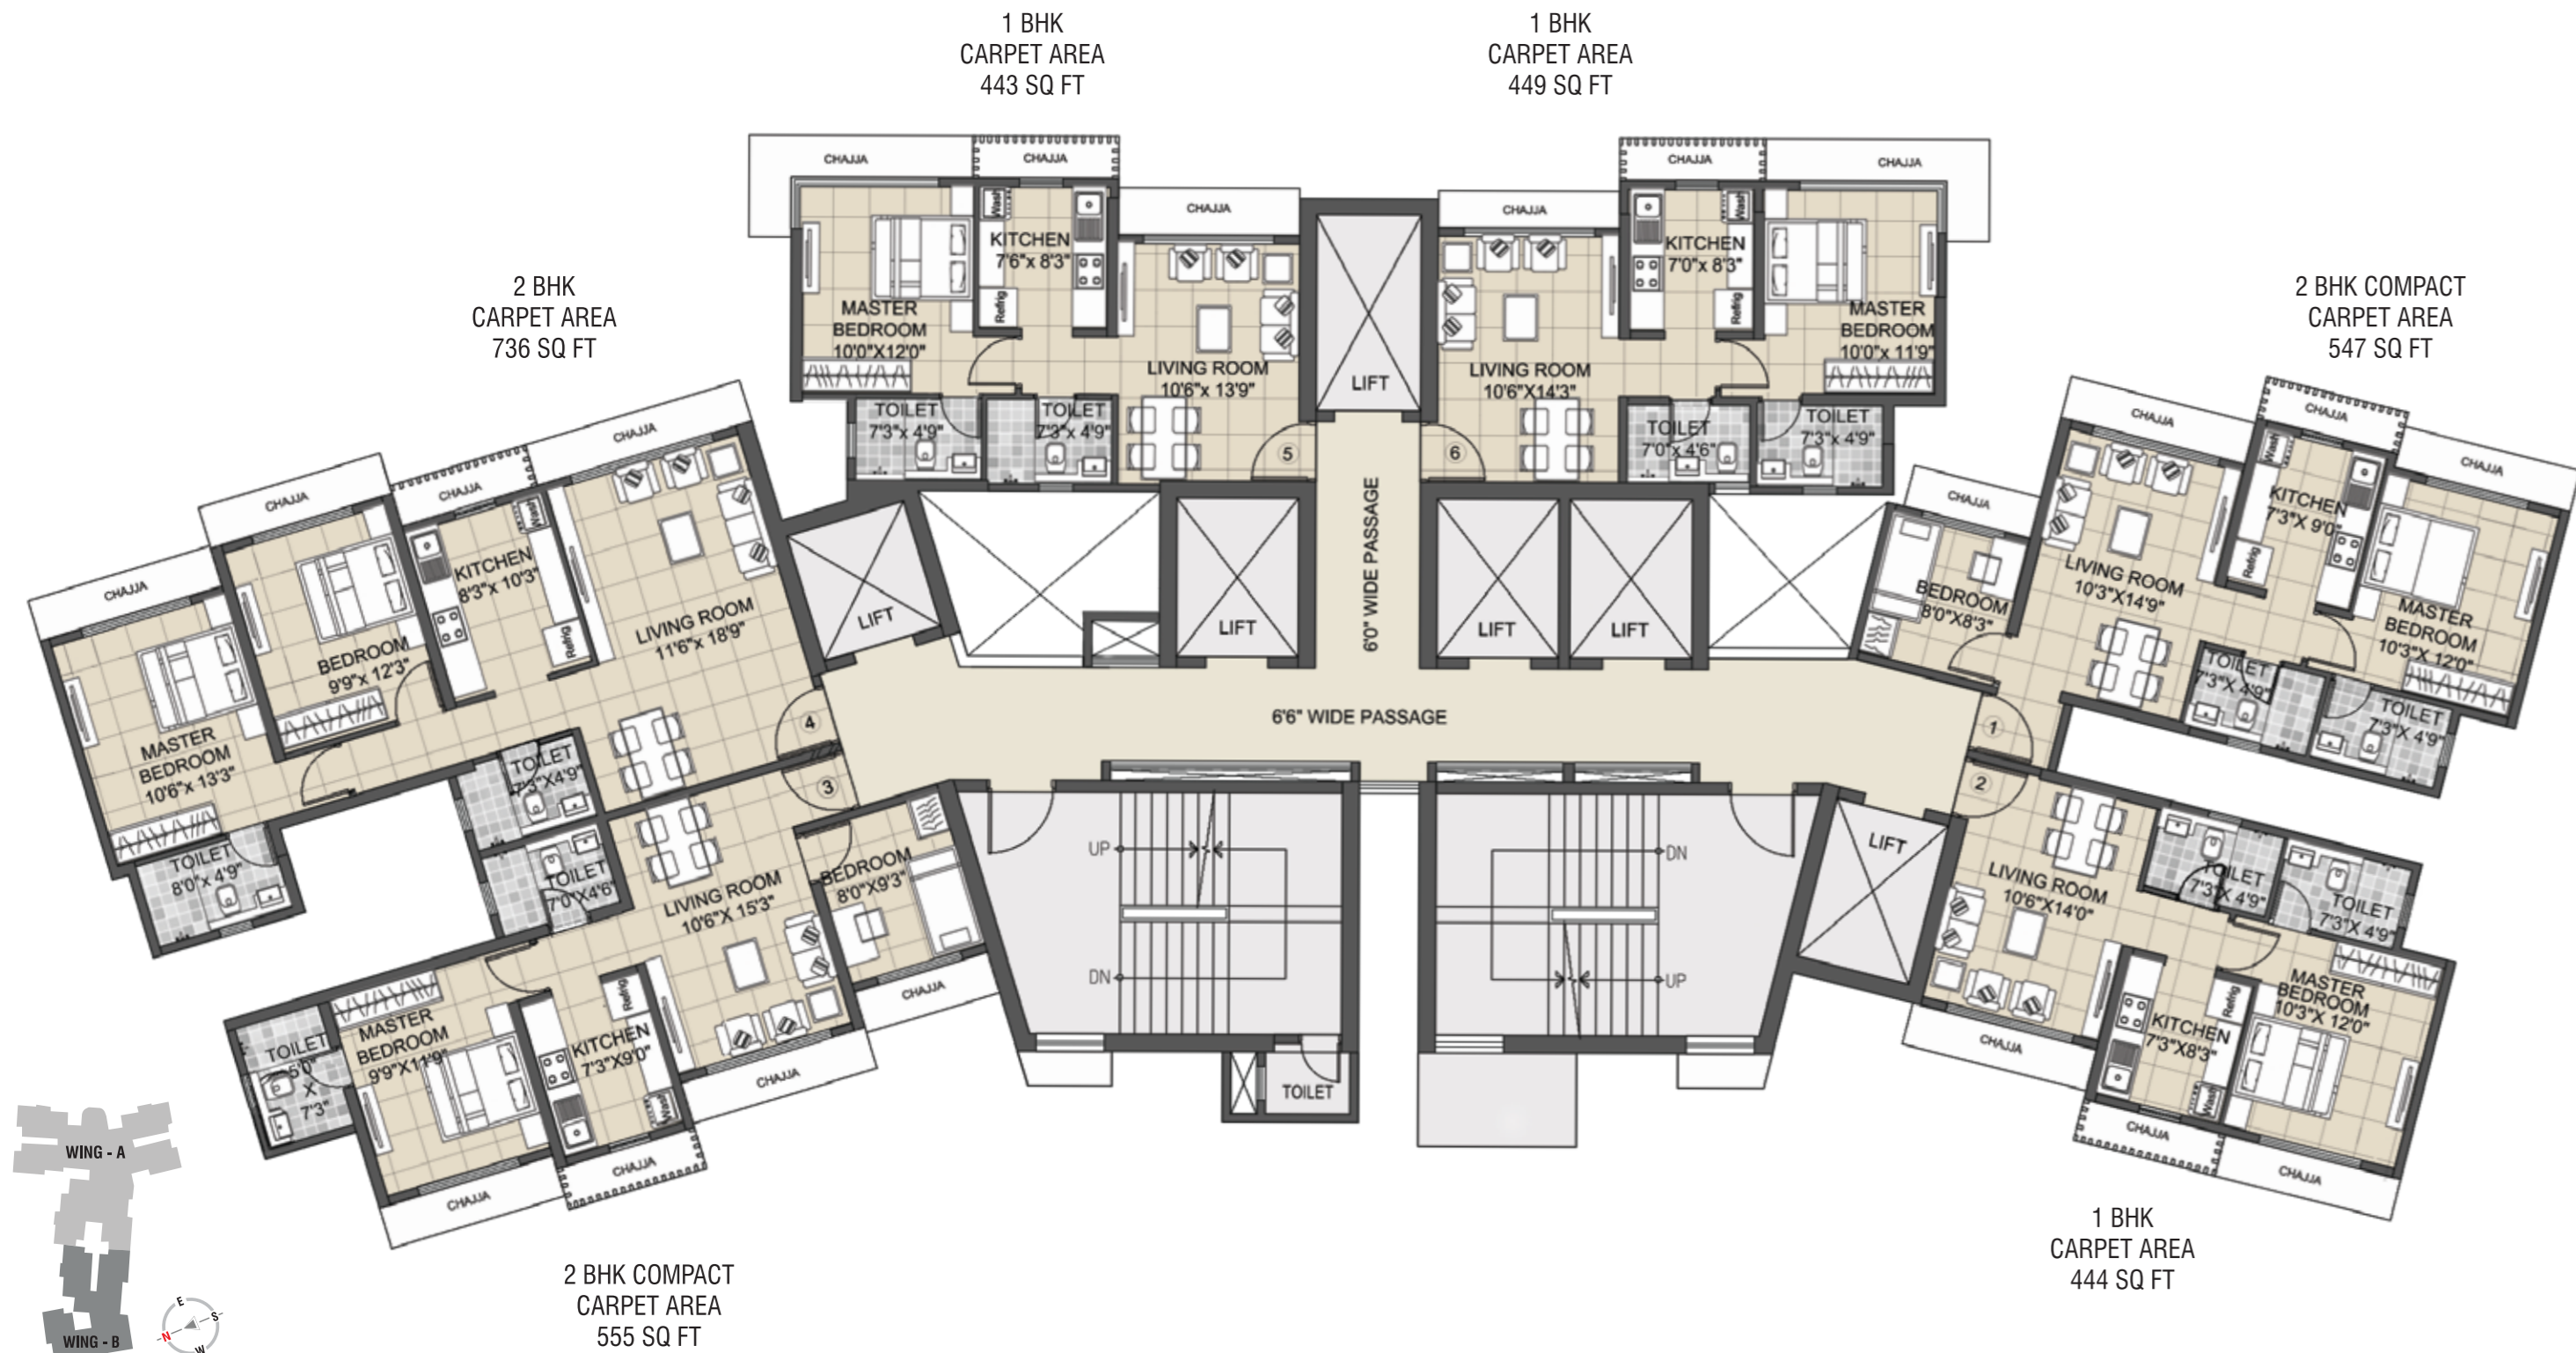 1 BHK
CARPET AREA
443 SQ FT
1 BHK
CARPET AREA
449 SQ FT
2 BHK
CARPET AREA
736 SQ FT
2 BHK COMPACT
CARPET AREA
547 SQ FT
CHAJJA
CHAJJA
CHAJJA
MASTER
BEDROOM
10'0"X12'0"
Wash
KITCHEN
7'6"x 8'3"
Refrig
LIVING ROOM
10'6"x 13'9"
TOILET
7'3"x 4'9"
TOILET
7'3"x 4'9"
5
LIFT
CHAJJA
CHAJJA
CHAJJA
LIVING ROOM
10'6"X14'3"
Wash
KITCHEN
7'0"x 8'3"
Refrig
MASTER
BEDROOM
10'0"x 11'9"
TOILET
7'0"x 4'6"
TOILET
7'3"x 4'9"
6
6'0" WIDE PASSAGE
LIFT
LIFT
LIFT
LIFT
6'6" WIDE PASSAGE
CHAJJA
CHAJJA
CHAJJA
CHAJJA
MASTER
BEDROOM
10'6"x 13'3"
BEDROOM
9'9"x 12'3"
Wash
KITCHEN
8'3"x 10'3"
Refrig
LIVING ROOM
11'6"x 18'9"
TOILET
7'3"X4'9"
TOILET
8'0"x 4'9"
4
3
TOILET
7'0"X4'6"
LIVING ROOM
10'6"X 15'3"
BEDROOM
8'0"X9'3"
CHAJJA
MASTER
BEDROOM
9'9"X11'9"
TOILET
5'0"
X
7'3"
Refrig
KITCHEN
7'3"X9'0"
Wash
CHAJJA
CHAJJA
CHAJJA
CHAJJA
CHAJJA
CHAJJA
CHAJJA
BEDROOM
8'0"X8'3"
LIVING ROOM
10'3"X14'9"
Wash
KITCHEN
7'3"X 9'0"
Refrig
MASTER
BEDROOM
10'3"X 12'0"
TOILET
7'3"X 4'9"
TOILET
7'3"X 4'9"
1
2
LIVING ROOM
10'6"X14'0"
TOILET
7'3"X 4'9"
TOILET
7'3"X 4'9"
MASTER
BEDROOM
10'3"X 12'0"
Refrig
KITCHEN
7'3"X8'3"
Wash
CHAJJA
CHAJJA
CHAJJA
UP
DN
TOILET
DN
UP
LIFT
WING - A
WING - B
E
S
N
W
2 BHK COMPACT
CARPET AREA
555 SQ FT
1 BHK
CARPET AREA
444 SQ FT